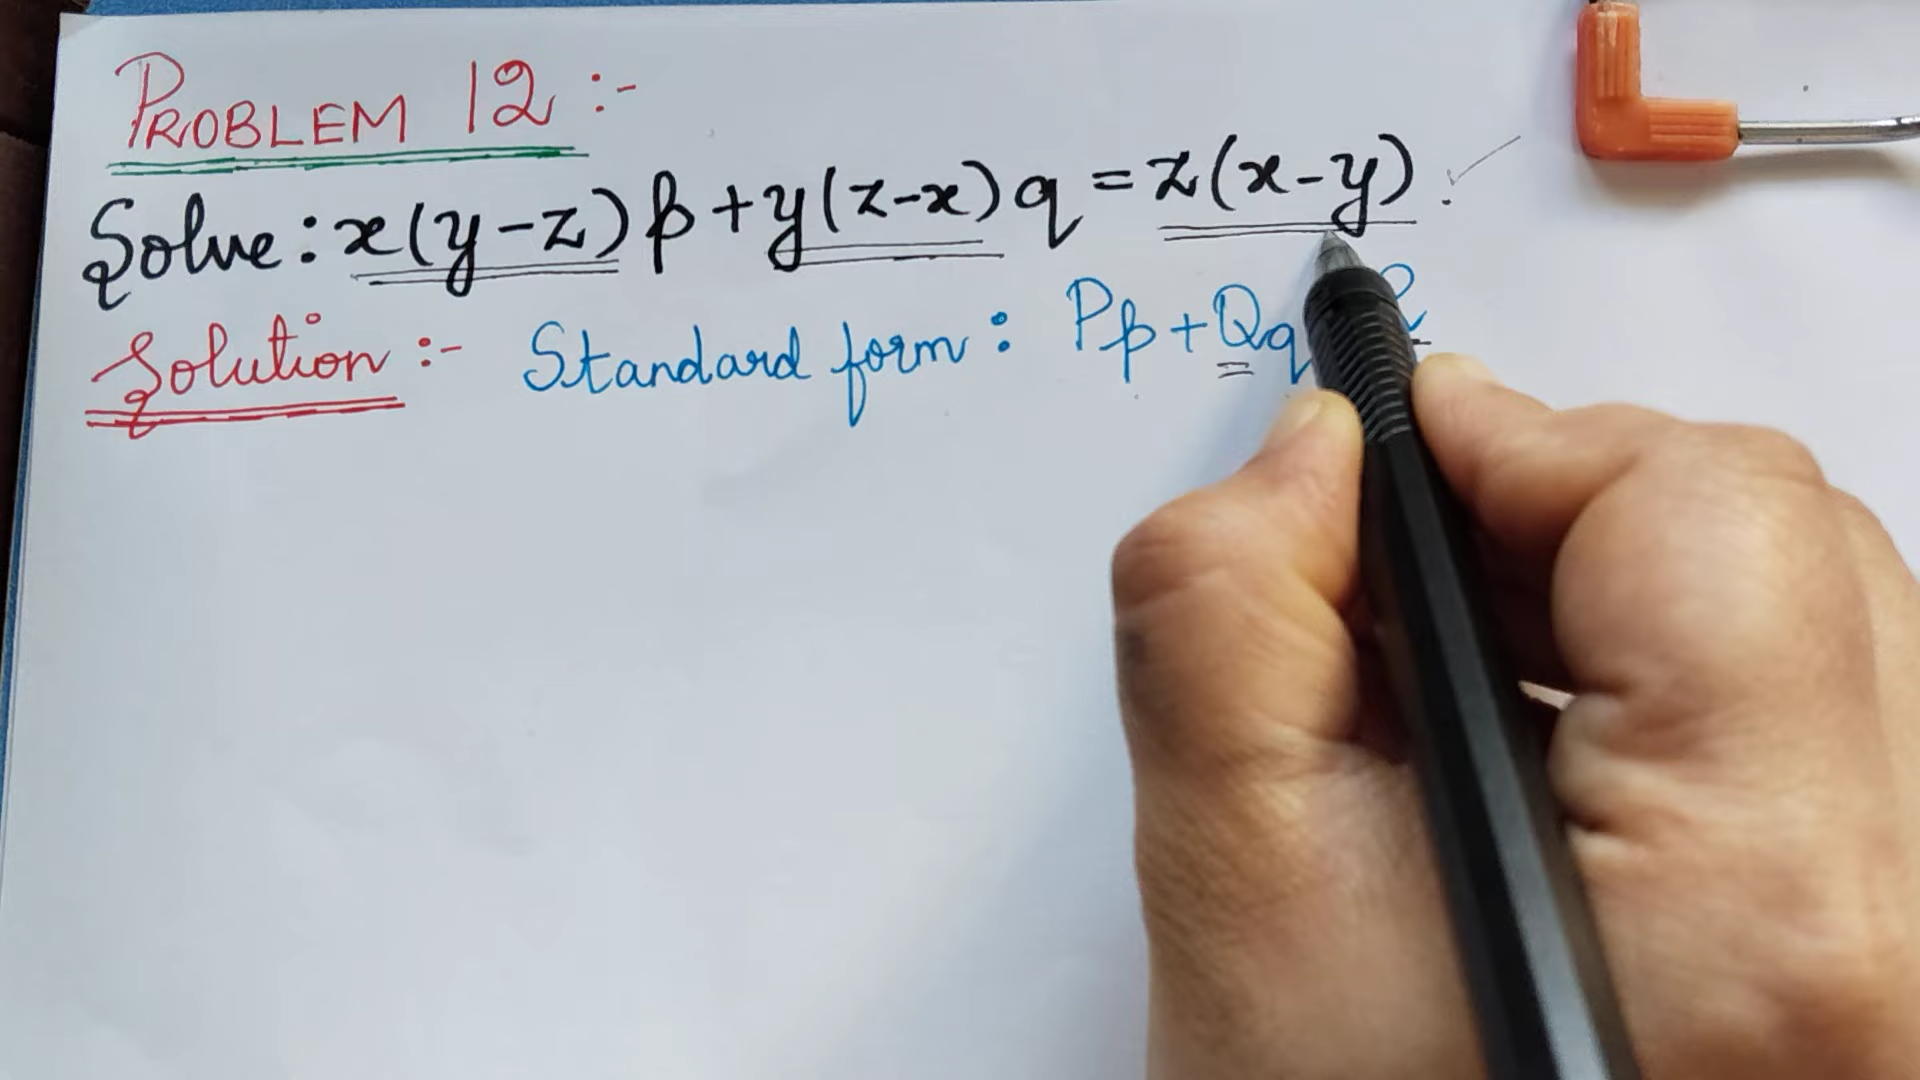 PROBLEM 12 :-
Solve: x(y-z)p+y(z-x)q=z(x-y).
Solution :- Standard form: Pp+Qq